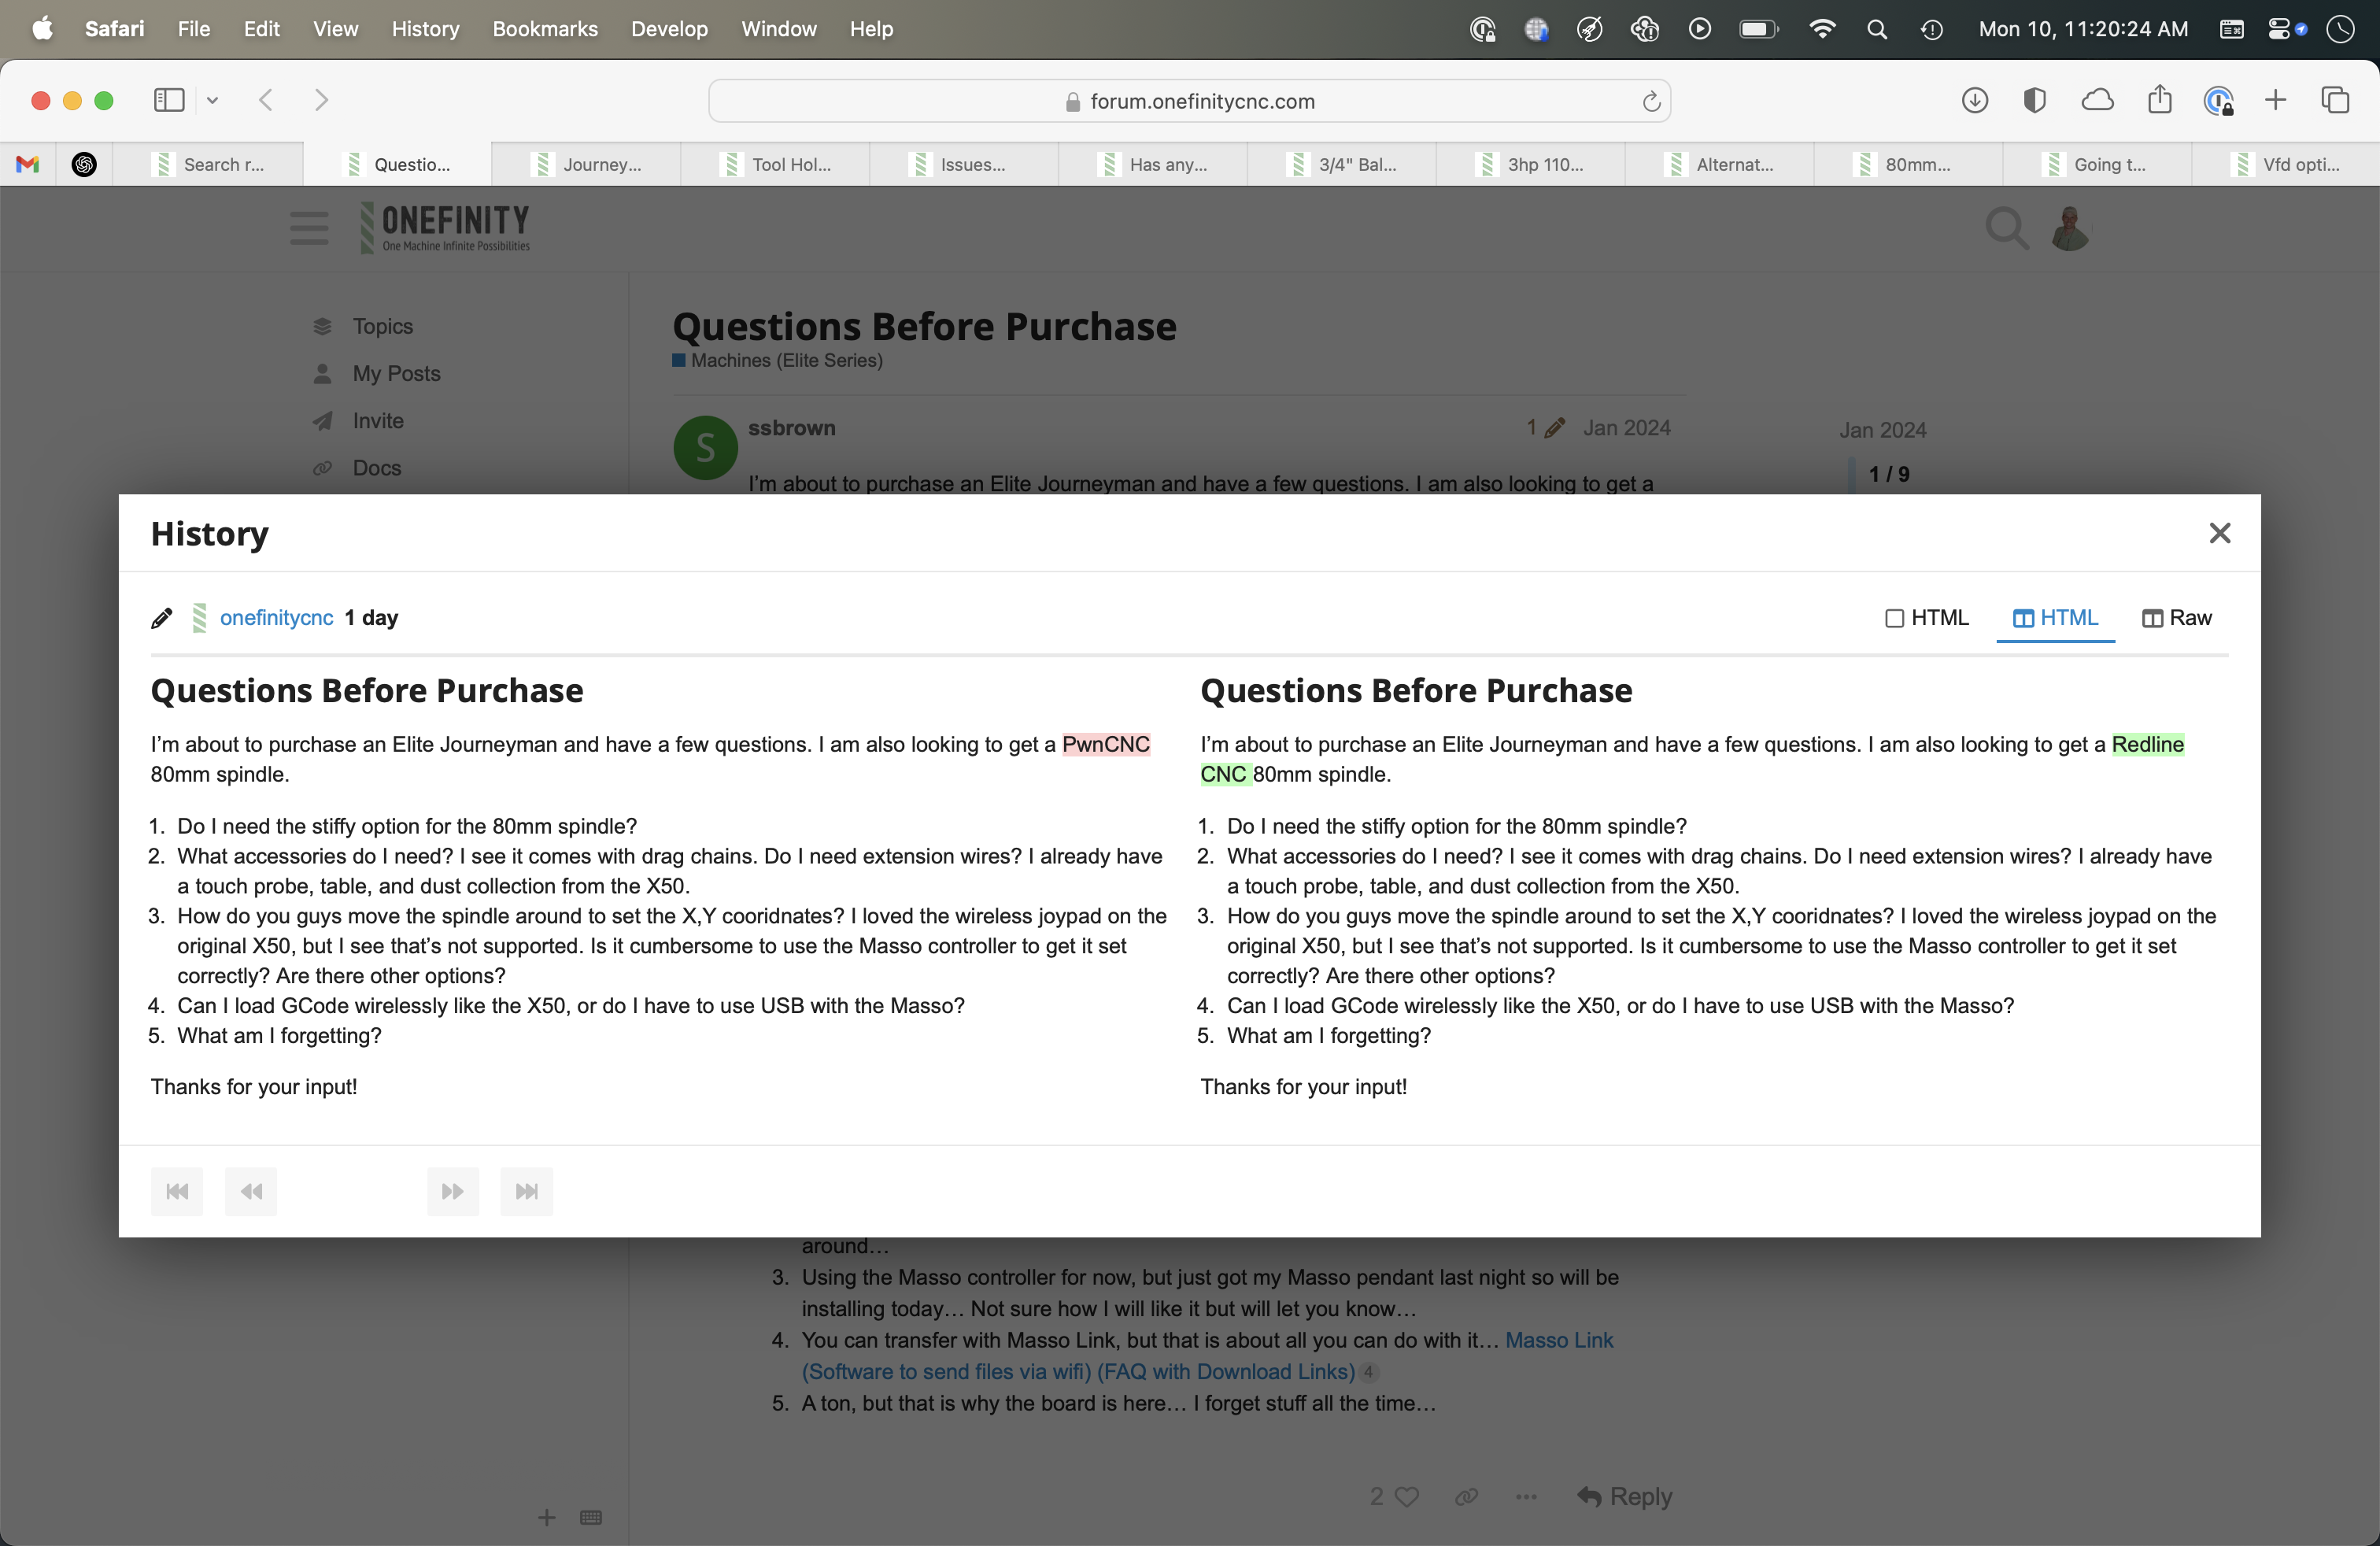 Safari File Edit View History Bookmarks Develop Window Help Mon 10, 11:20:24 AM
forum.onefinitycnc.com
Search r... Questio... Journey... Tool Hol... Issues... Has any... 3/4" Bal... 3hp 110... Alternat... 80mm... Going t... Vfd opti...
ONEFINITY
One Machine Infinite Possibilities
Topics
My Posts
Invite
Docs
Questions Before Purchase
Machines (Elite Series)
S
ssbrown
1 Jan 2024
I'm about to purchase an Elite Journeyman and have a few questions. I am also looking to get a
Jan 2024
1 / 9
History
onefinitycnc 1 day
HTML HTML Raw
Questions Before Purchase
I'm about to purchase an Elite Journeyman and have a few questions. I am also looking to get a PwnCNC
80mm spindle.
1. Do I need the stiffy option for the 80mm spindle?
2. What accessories do I need? I see it comes with drag chains. Do I need extension wires? I already have
a touch probe, table, and dust collection from the X50.
3. How do you guys move the spindle around to set the X,Y cooridnates? I loved the wireless joypad on the
original X50, but I see that's not supported. Is it cumbersome to use the Masso controller to get it set
correctly? Are there other options?
4. Can I load GCode wirelessly like the X50, or do I have to use USB with the Masso?
5. What am I forgetting?
Thanks for your input!
Questions Before Purchase
I'm about to purchase an Elite Journeyman and have a few questions. I am also looking to get a Redline
CNC 80mm spindle.
1. Do I need the stiffy option for the 80mm spindle?
2. What accessories do I need? I see it comes with drag chains. Do I need extension wires? I already have
a touch probe, table, and dust collection from the X50.
3. How do you guys move the spindle around to set the X,Y cooridnates? I loved the wireless joypad on the
original X50, but I see that's not supported. Is it cumbersome to use the Masso controller to get it set
correctly? Are there other options?
4. Can I load GCode wirelessly like the X50, or do I have to use USB with the Masso?
5. What am I forgetting?
Thanks for your input!
around…
3. Using the Masso controller for now, but just got my Masso pendant last night so will be
installing today… Not sure how I will like it but will let you know…
4. You can transfer with Masso Link, but that is about all you can do with it… Masso Link
(Software to send files via wifi) (FAQ with Download Links) 4
5. A ton, but that is why the board is here… I forget stuff all the time…
2 Reply